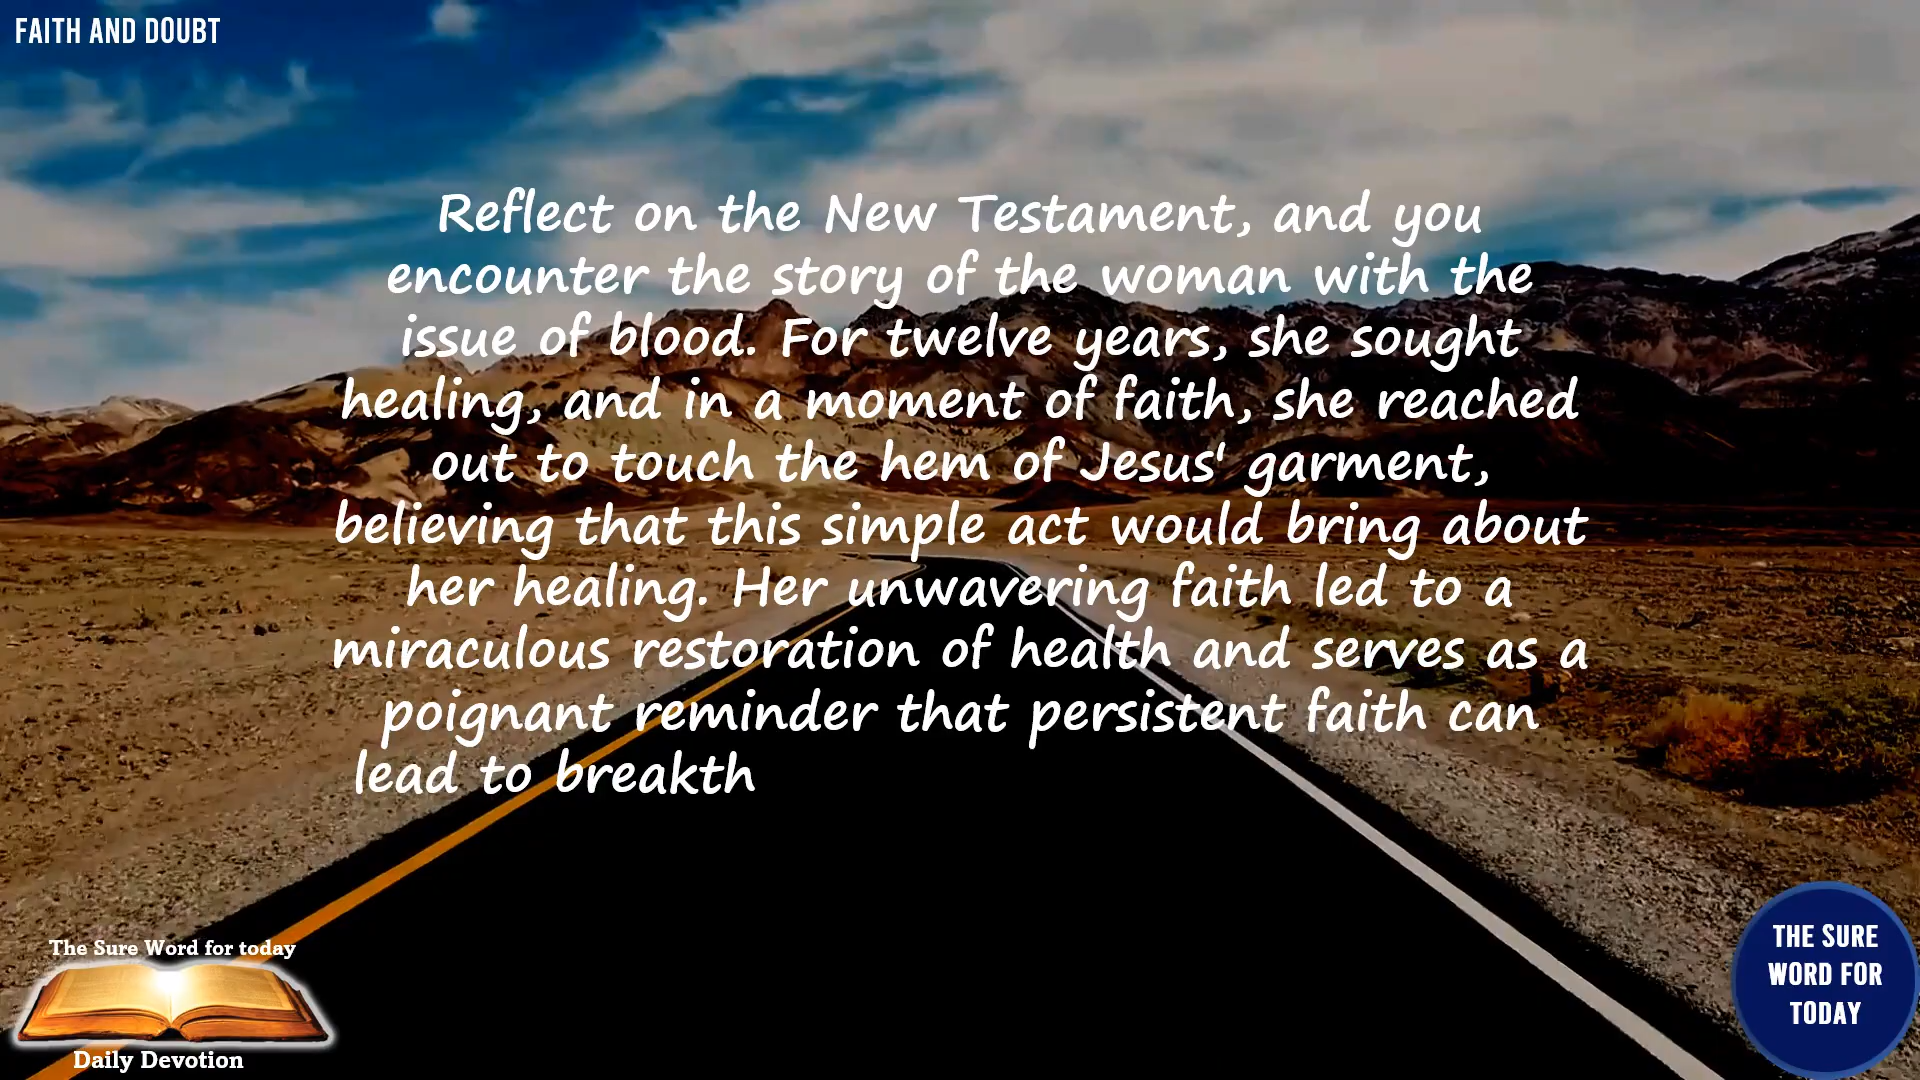 FAITH AND DOUBT
Reflect on the New Testament, and you
encounter the story of the woman with the
issue of blood. For twelve years, she sought
healing, and in a moment of faith, she reached
out to touch the hem of Jesus' garment,
believing that this simple act would bring about
her healing. Her unwavering faith led to a
miraculous restoration of health and serves as a
poignant reminder that persistent faith can
lead to breakth
The Sure Word for today
Daily Devotion
THE SURE
WORD FOR
TODAY